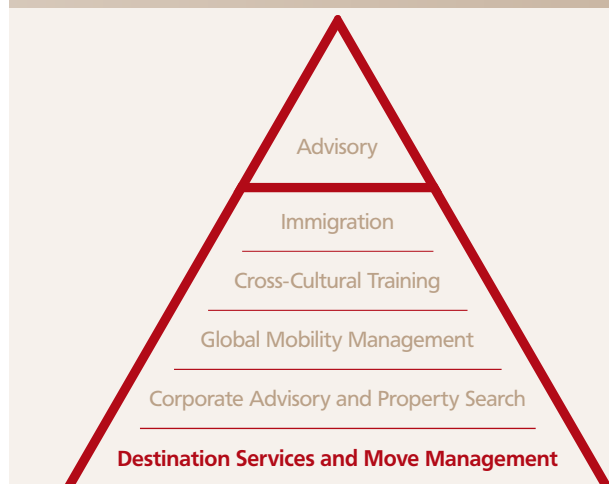 Advisory
Immigration
Cross-Cultural Training
Global Mobility Management
Corporate Advisory and Property Search
Destination Services and Move Management